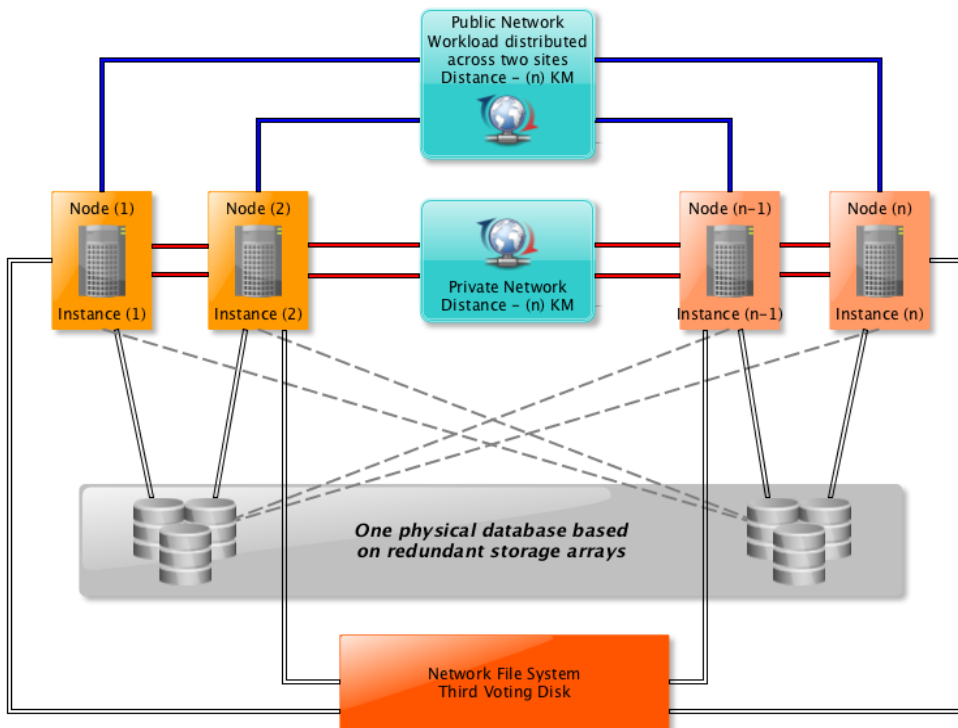 Public Network
Workload distributed
across two sites
Distance – (n) KM
Node (1)
Node (2)
Node (n-1)
Node (n)
Private Network
Distance – (n) KM
Instance (1)
Instance (2)
Instance (n-1)
Instance (n)
One physical database based
on redundant storage arrays
Network File System
Third Voting Disk